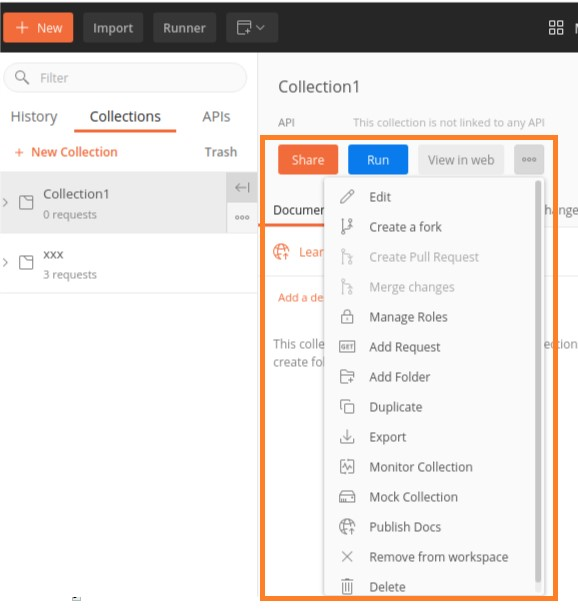 + New
Import
Runner
Filter
History
Collections
APIs
+ New Collection
Trash
Collection1
0 requests
xxx
3 requests
Collection1
API
This collection is not linked to any API
Share
Run
View in web
Documen
hange
Lear
Add a de
This colle
ection
create fol
Edit
Create a fork
Create Pull Request
Merge changes
Manage Roles
GET
Add Request
Add Folder
Duplicate
Export
Monitor Collection
Mock Collection
Publish Docs
Remove from workspace
Delete